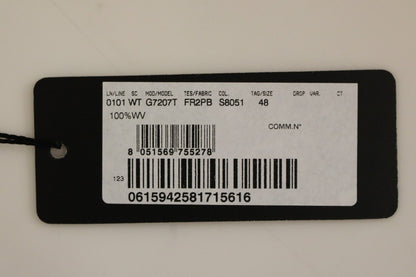 LN/LINE SC MOD/MODEL TES/FABRIC COL. TAG/SIZE DROP VAR. CT
0101 WT G7207T FR2PB S8051 48
100%WV
COMM.N°
8 051569 755278
123
0615942581715616